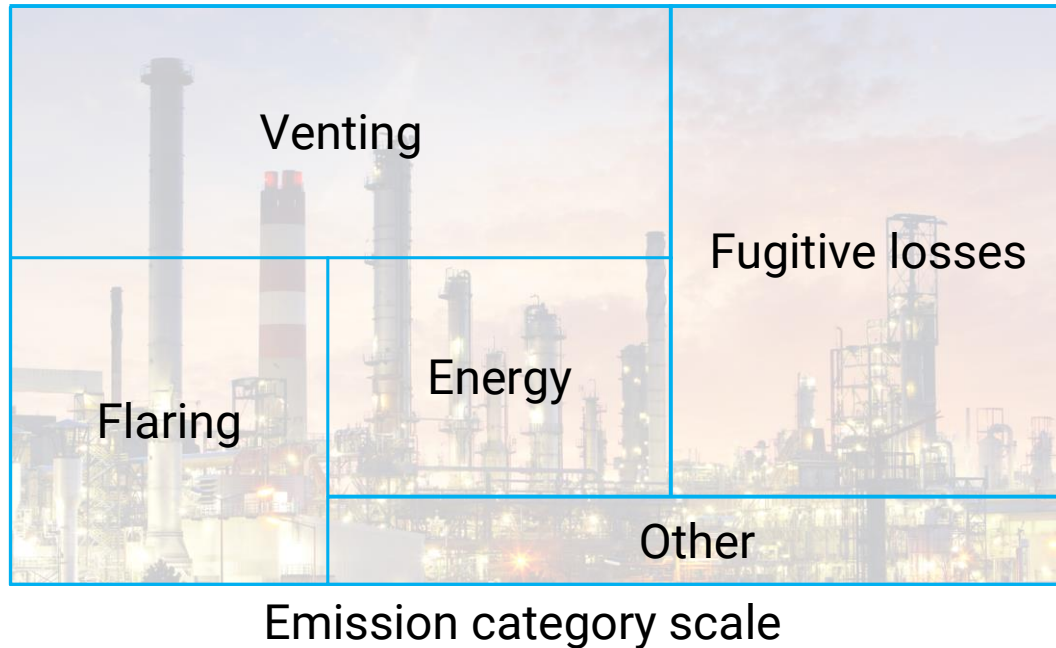 Venting
Fugitive losses
Energy
Flaring
Other
Emission category scale